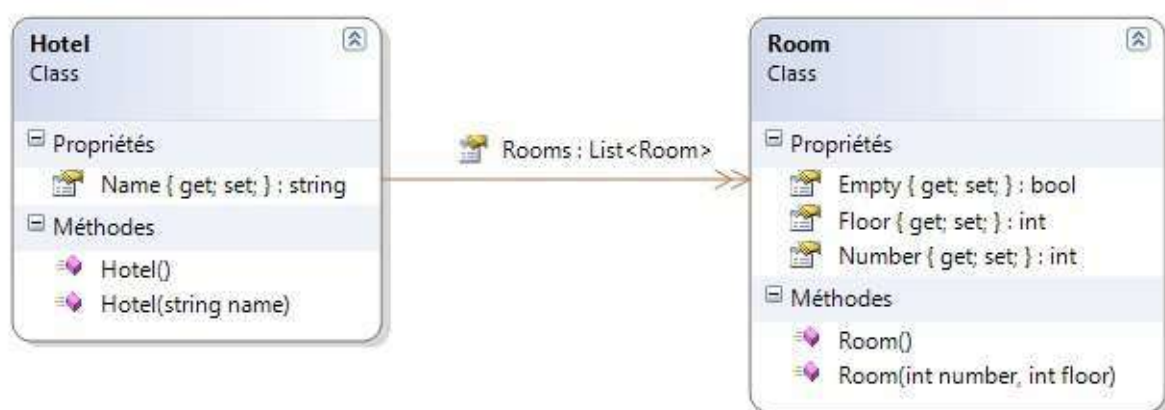 Hotel
Class
Propriétés
Name { get; set; } : string
Méthodes
Hotel()
Hotel(string name)
Rooms : List<Room>
Room
Class
Propriétés
Empty { get; set; } : bool
Floor { get; set; } : int
Number { get; set; } : int
Méthodes
Room()
Room(int number, int floor)